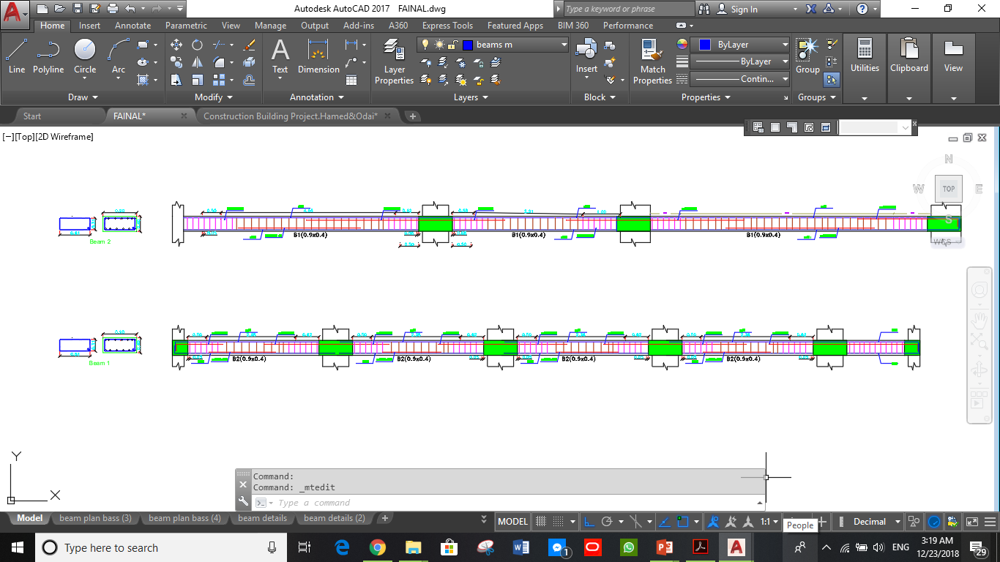 Autodesk AutoCAD 2017 FAINAL.dwg
Type a keyword or phrase
Sign In
Home Insert Annotate Parametric View Manage Output Add-ins A360 Express Tools Featured Apps BIM 360 Performance
Line Polyline Circle Arc
Text Dimension
Layer Properties
beams m
Insert
Match Properties
ByLayer
ByLayer
Contin...
Group
Utilities
Clipboard
View
Draw Modify Annotation Layers Block Properties Groups
Start FAINAL* Construction Building Project.Hamed&Odai*
[−][Top][2D Wireframe]
N
W TOP E
S
WCS
B1(0.9x0.4) B1(0.9x0.4) B1(0.9x0.4)
Beam 2
B2(0.9x0.4) B2(0.9x0.4) B2(0.9x0.4) B2(0.9x0.4)
Beam 1
Y
X
Command:
Command: _mtedit
Type a command
Model beam plan bass (3) beam plan bass (4) beam details beam details (2)
MODEL
1:1
Decimal
People
Type here to search
1
ENG
3:19 AM
12/23/2018
29